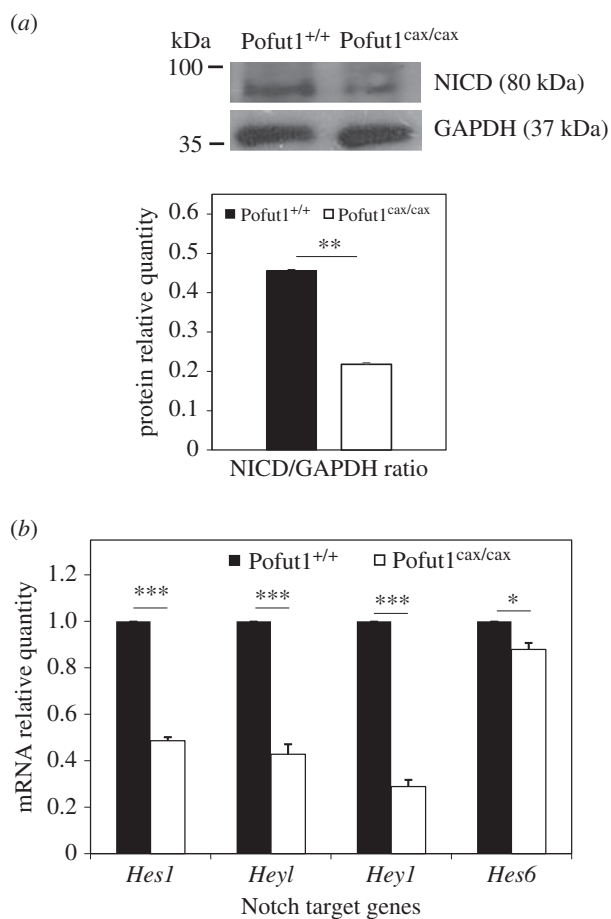 (a)
kDa Pofut1+/+ Pofut1cax/cax
100
NICD (80 kDa)
GAPDH (37 kDa)
35
Pofut1+/+ Pofut1cax/cax
0.6
0.5
0.4
0.3
0.2
0.1
0
**
protein relative quantity
NICD/GAPDH ratio
(b)
Pofut1+/+ Pofut1cax/cax
1.2
1.0
0.8
0.6
0.4
0.2
0
*** *** *** *
mRNA relative quantity
Hes1 Heyl Hey1 Hes6
Notch target genes